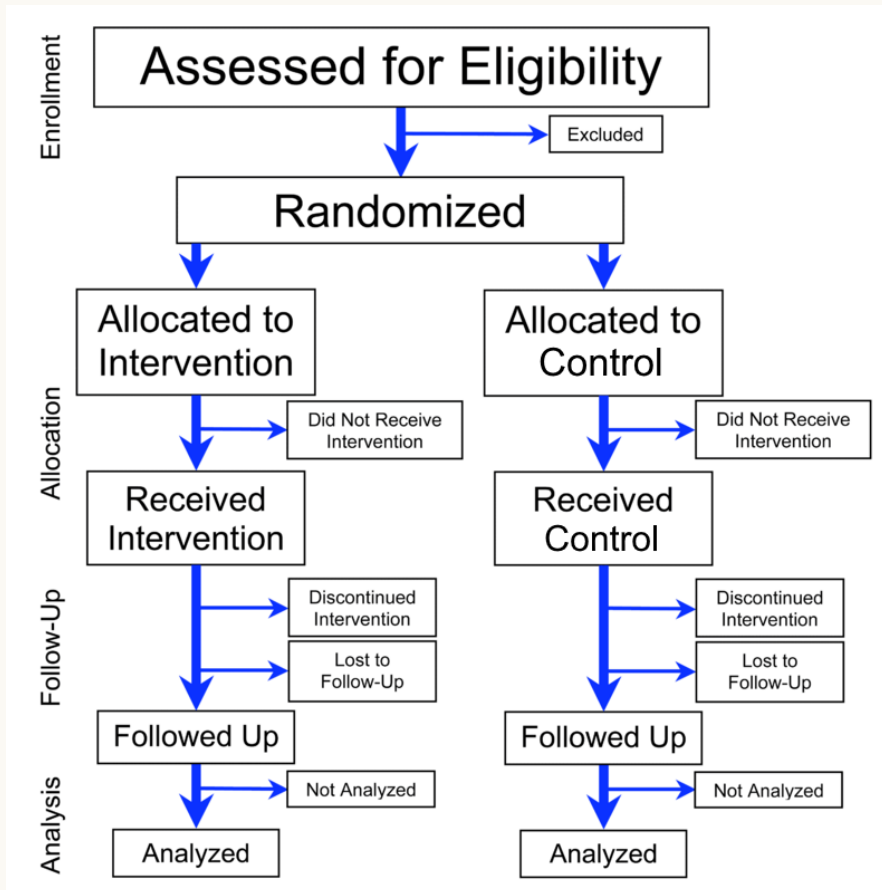 Enrollment
Assessed for Eligibility
Excluded
Randomized
Allocation
Allocated to
Intervention
Allocated to
Control
Did Not Receive
Intervention
Did Not Receive
Intervention
Received
Intervention
Received
Control
Follow-Up
Discontinued
Intervention
Discontinued
Intervention
Lost to
Follow-Up
Lost to
Follow-Up
Followed Up
Followed Up
Analysis
Not Analyzed
Not Analyzed
Analyzed
Analyzed